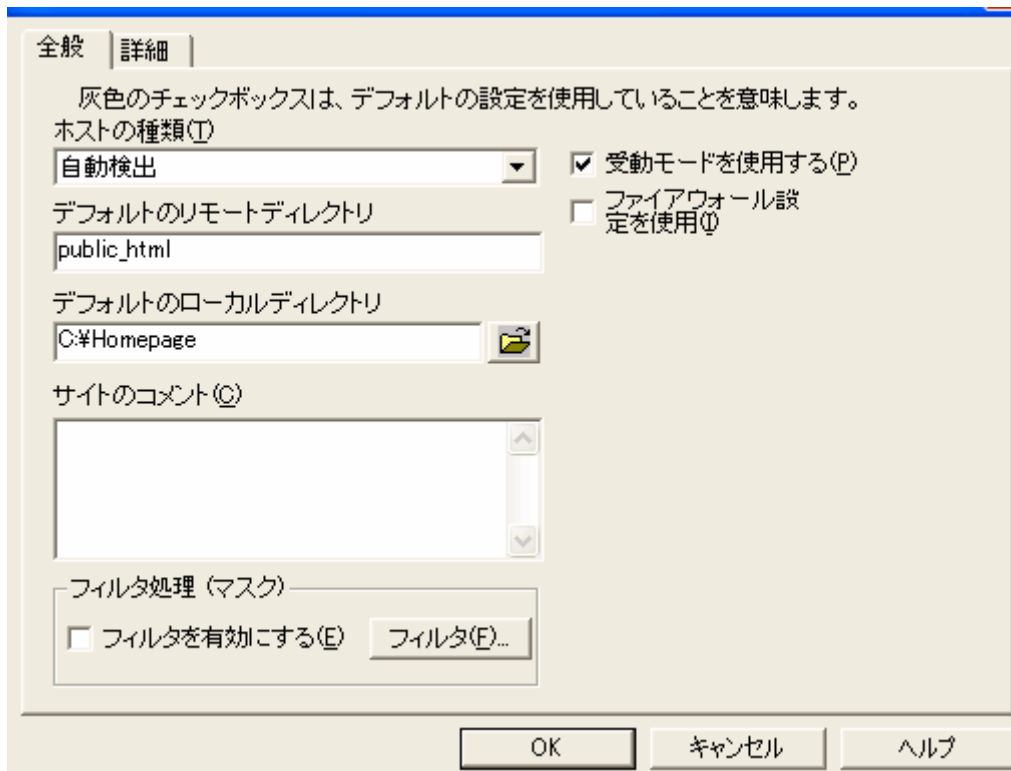 全般
詳細
灰色のチェックボックスは、デフォルトの設定を使用していることを意味します。
ホストの種類(T)
自動検出
受動モードを使用する(P)
ファイアウォール設
定を使用(I)
デフォルトのリモートディレクトリ
public_html
デフォルトのローカルディレクトリ
C:¥Homepage
サイトのコメント(C)
フィルタ処理 (マスク)
フィルタを有効にする(E)
フィルタ(F)...
OK
キャンセル
ヘルプ